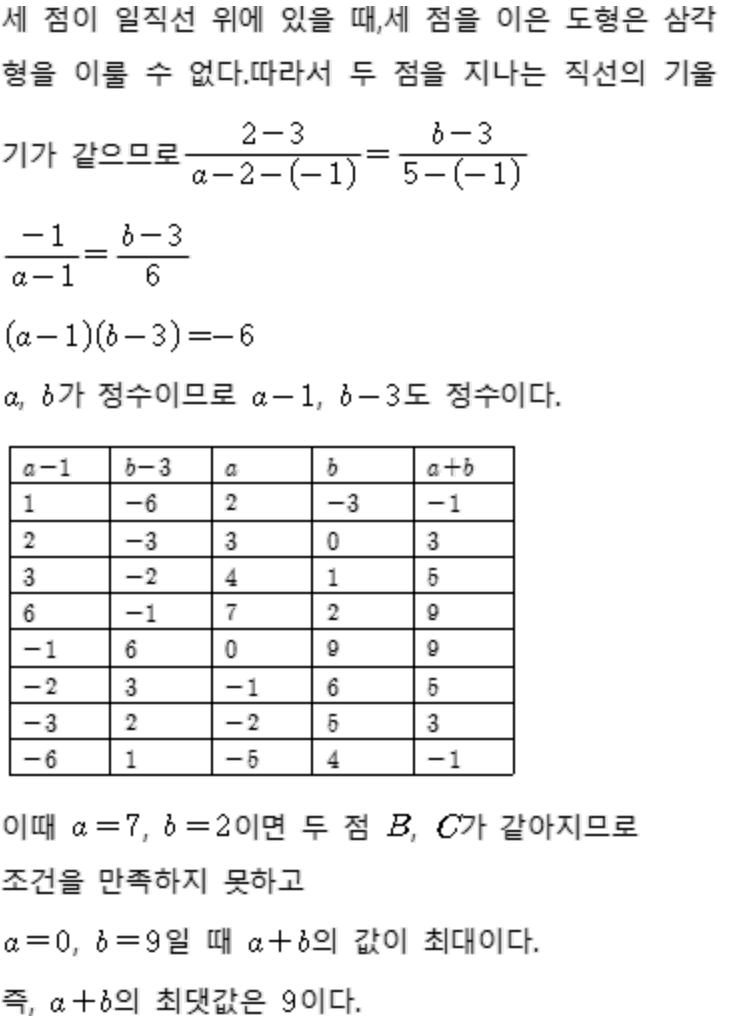 세 점이 일직선 위에 있을 때,세 점을 이은 도형은 삼각
형을 이룰 수 없다.따라서 두 점을 지나는 직선의 기울
기가 같으므로 \frac{2-3}{a-2-(-1)}=\frac{b-3}{5-(-1)}
\frac{-1}{a-1}=\frac{b-3}{6}
(a-1)(b-3)=-6
a, b가 정수이므로 a-1, b-3도 정수이다.
a-1 b-3 a b a+b
1 -6 2 -3 -1
2 -3 3 0 3
3 -2 4 1 5
6 -1 7 2 9
-1 6 0 9 9
-2 3 -1 6 5
-3 2 -2 5 3
-6 1 -5 4 -1
이때 a=7, b=2이면 두 점 B, C가 같아지므로
조건을 만족하지 못하고
a=0, b=9일 때 a+b의 값이 최대이다.
즉, a+b의 최댓값은 9이다.